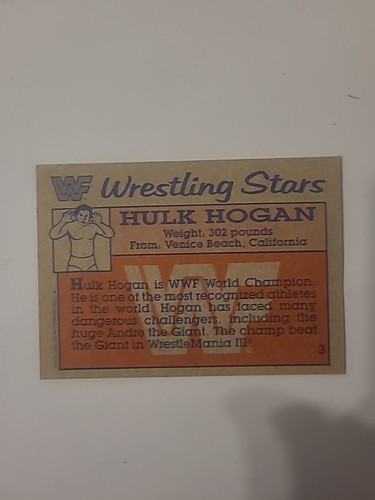 WF Wrestling Stars
HULK HOGAN
Weight: 302 pounds
From: Venice Beach, California
Hulk Hogan is WWF World Champion.
He is one of the most recognized athletes
in the world. Hogan has faced many
dangerous challengers, including the
huge Andre the Giant. The champ beat
the Giant in WrestleMania III®
3